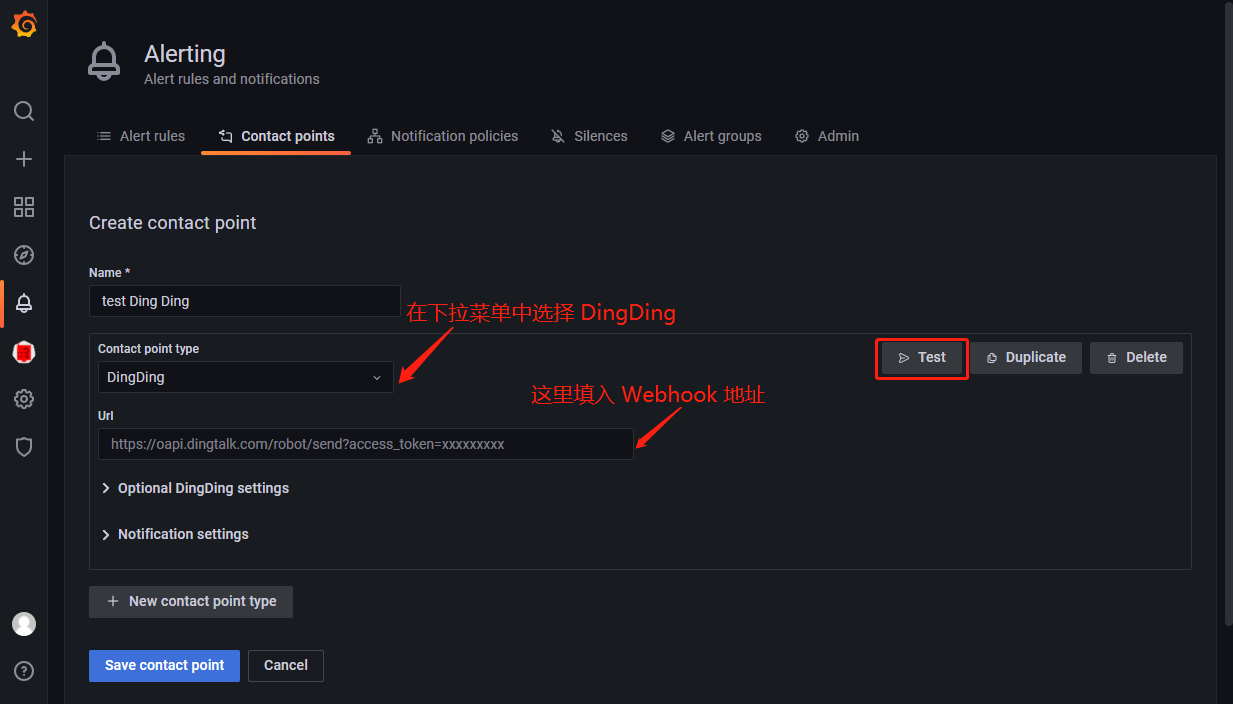 Alerting
Alert rules and notifications
Alert rules
Contact points
Notification policies
Silences
Alert groups
Admin
Create contact point
Name *
test Ding Ding
在下拉菜单中选择 DingDing
Contact point type
DingDing
Test
Duplicate
Delete
这里填入 Webhook 地址
Url
https://oapi.dingtalk.com/robot/send?access_token=xxxxxxxxx
Optional DingDing settings
Notification settings
New contact point type
Save contact point
Cancel